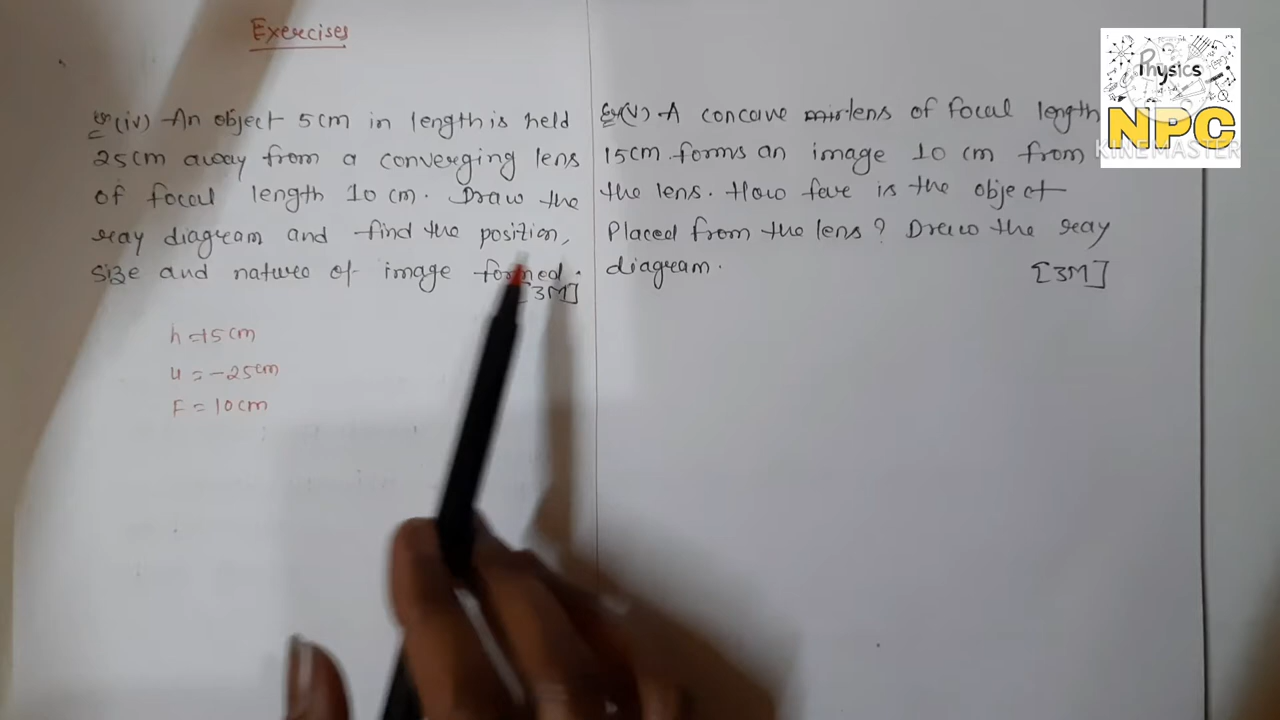 Exercises
Ex(iv) An object 5cm in length is held
25cm away from a converging lens
of focal length 10 cm. Draw the
ray diagram and find the position,
size and nature of image formed.
[3M]
h = +5cm
u = -25cm
F = 10cm
Ex(v) A concave lens of focal length
15cm forms an image 10 cm from
the lens. How far is the object
Placed from the lens? Draw the ray
diagram.
[3M]
Physics
NPC
KINEMASTER